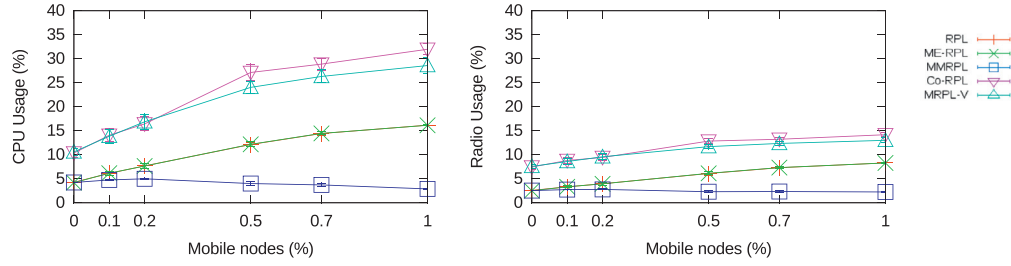 40
35
30
25
20
15
10
5
0
CPU Usage (%)
0 0.1 0.2 0.5 0.7 1
Mobile nodes (%)
40
35
30
25
20
15
10
5
0
Radio Usage (%)
0 0.1 0.2 0.5 0.7 1
Mobile nodes (%)
RPL
ME-RPL
MMRPL
Co-RPL
MRPL-V